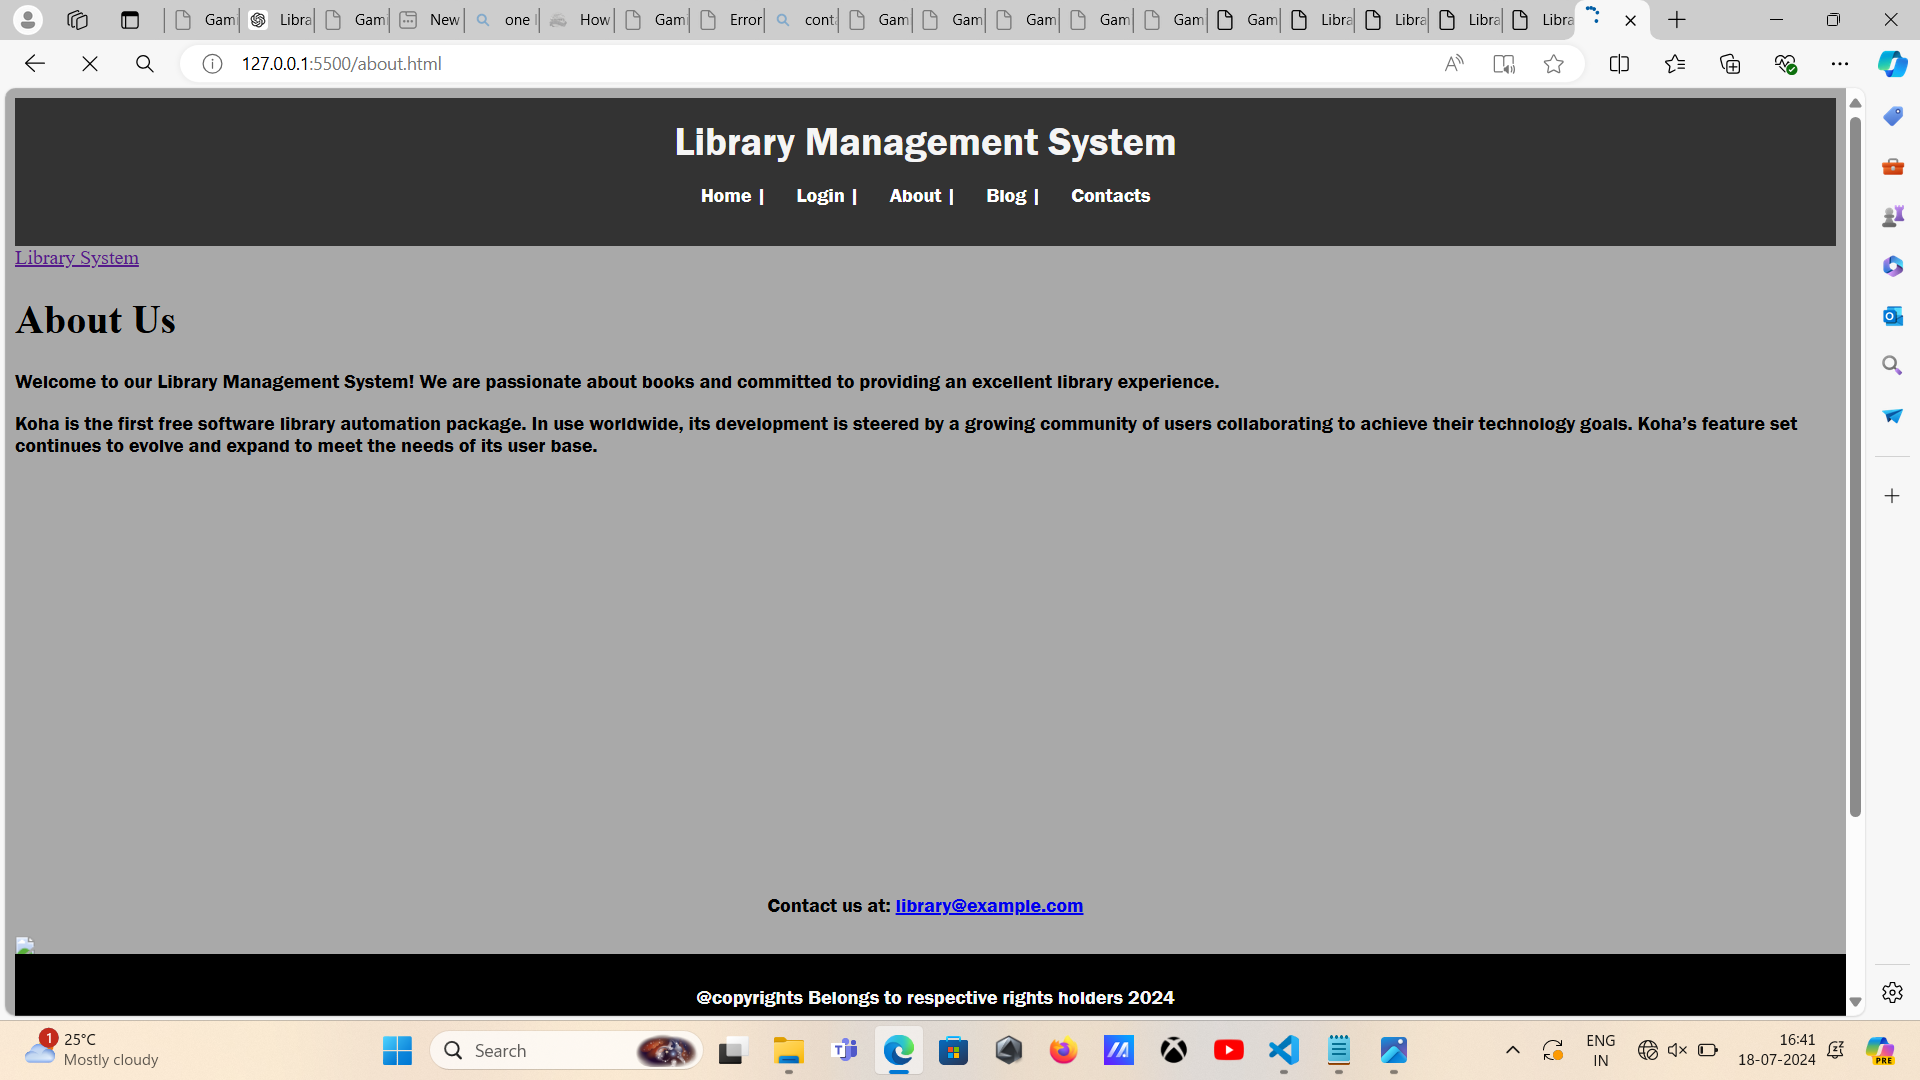 Gami
Libra
Gami
New
one l
How
Gami
Error
conta
Gam
Gam
Gam
Gam
Gam
Gam
Libra
Libra
Libra
Libra
127.0.0.1:5500/about.html
Library Management System
Home |
Login |
About |
Blog |
Contacts
Library System
About Us
Welcome to our Library Management System! We are passionate about books and committed to providing an excellent library experience.
Koha is the first free software library automation package. In use worldwide, its development is steered by a growing community of users collaborating to achieve their technology goals. Koha’s feature set
continues to evolve and expand to meet the needs of its user base.
Contact us at: library@example.com
@copyrights Belongs to respective rights holders 2024
1
25°C
Mostly cloudy
Search
ENG
IN
16:41
18-07-2024
PRE